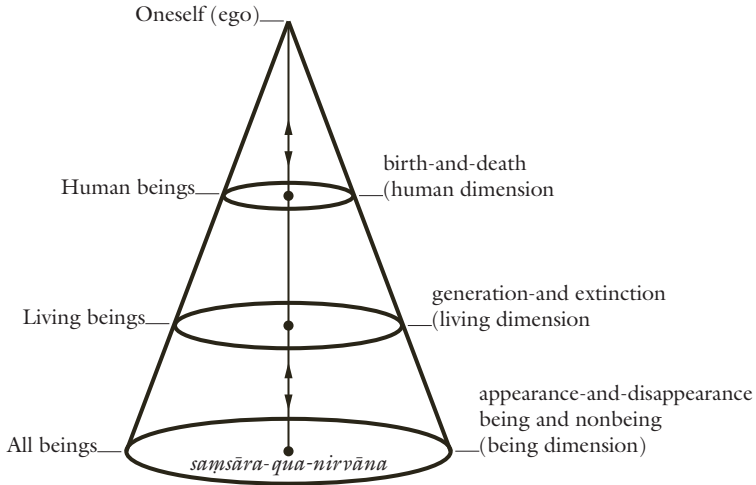 Oneself (ego)
birth-and-death
Human beings
(human dimension
generation-and extinction
Living beings
(living dimension
appearance-and-disappearance
being and nonbeing
All beings
(being dimension)
saṃsāra-qua-nirvāna